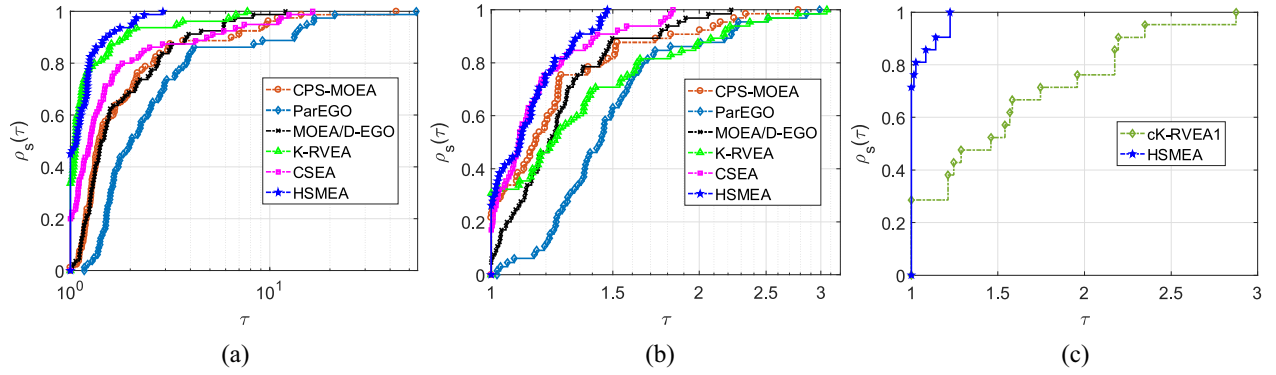 1
0.8
0.6
0.4
0.2
0
ρs(τ)
CPS-MOEA
ParEGO
MOEA/D-EGO
K-RVEA
CSEA
HSMEA
10^0
10^1
τ
(a)
1
0.8
0.6
0.4
0.2
0
ρs(τ)
CPS-MOEA
ParEGO
MOEA/D-EGO
K-RVEA
CSEA
HSMEA
1 1.5 2 2.5 3
τ
(b)
1
0.8
0.6
0.4
0.2
0
ρs(τ)
cK-RVEA1
HSMEA
1 1.5 2 2.5 3
τ
(c)